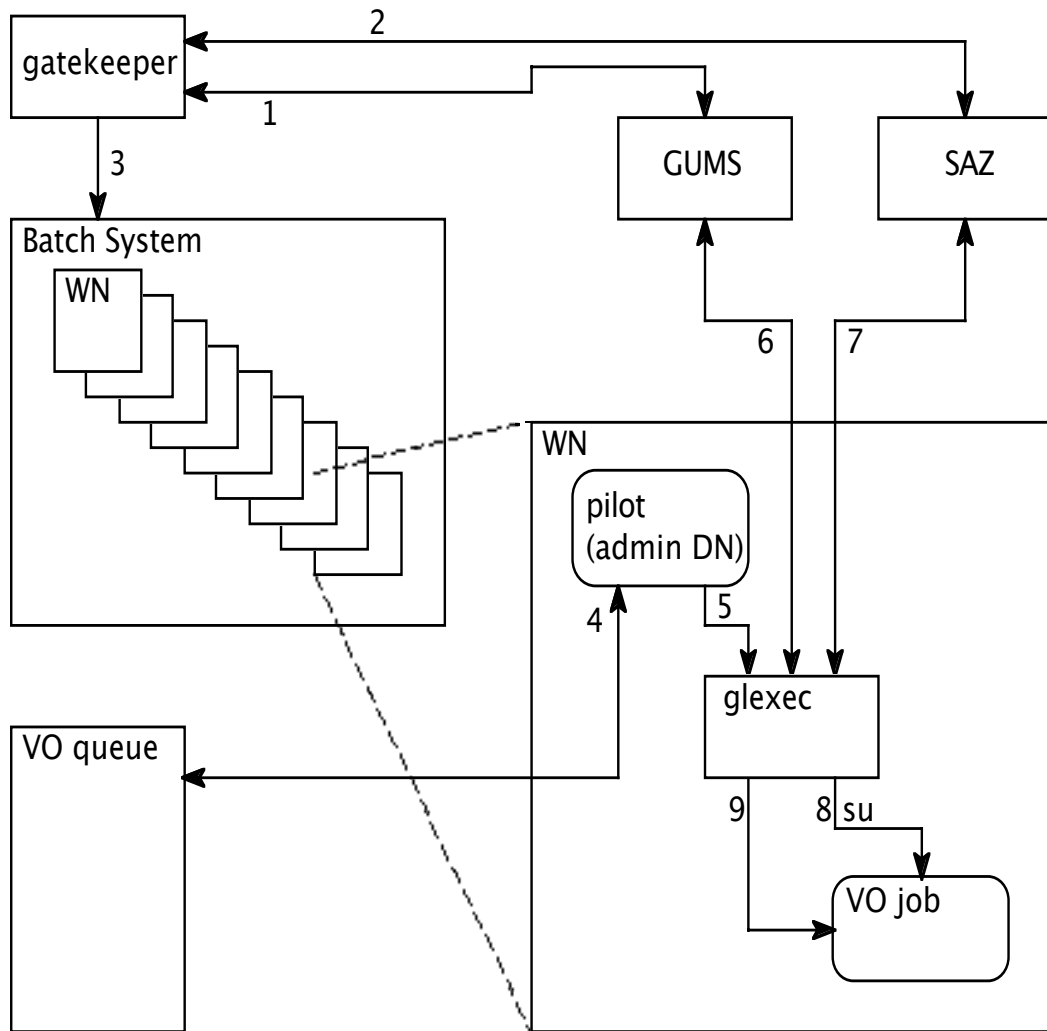 2
gatekeeper
1
GUMS
SAZ
3
Batch System
WN
6
7
WN
pilot
(admin DN)
4
5
glexec
VO queue
9
8 su
VO job